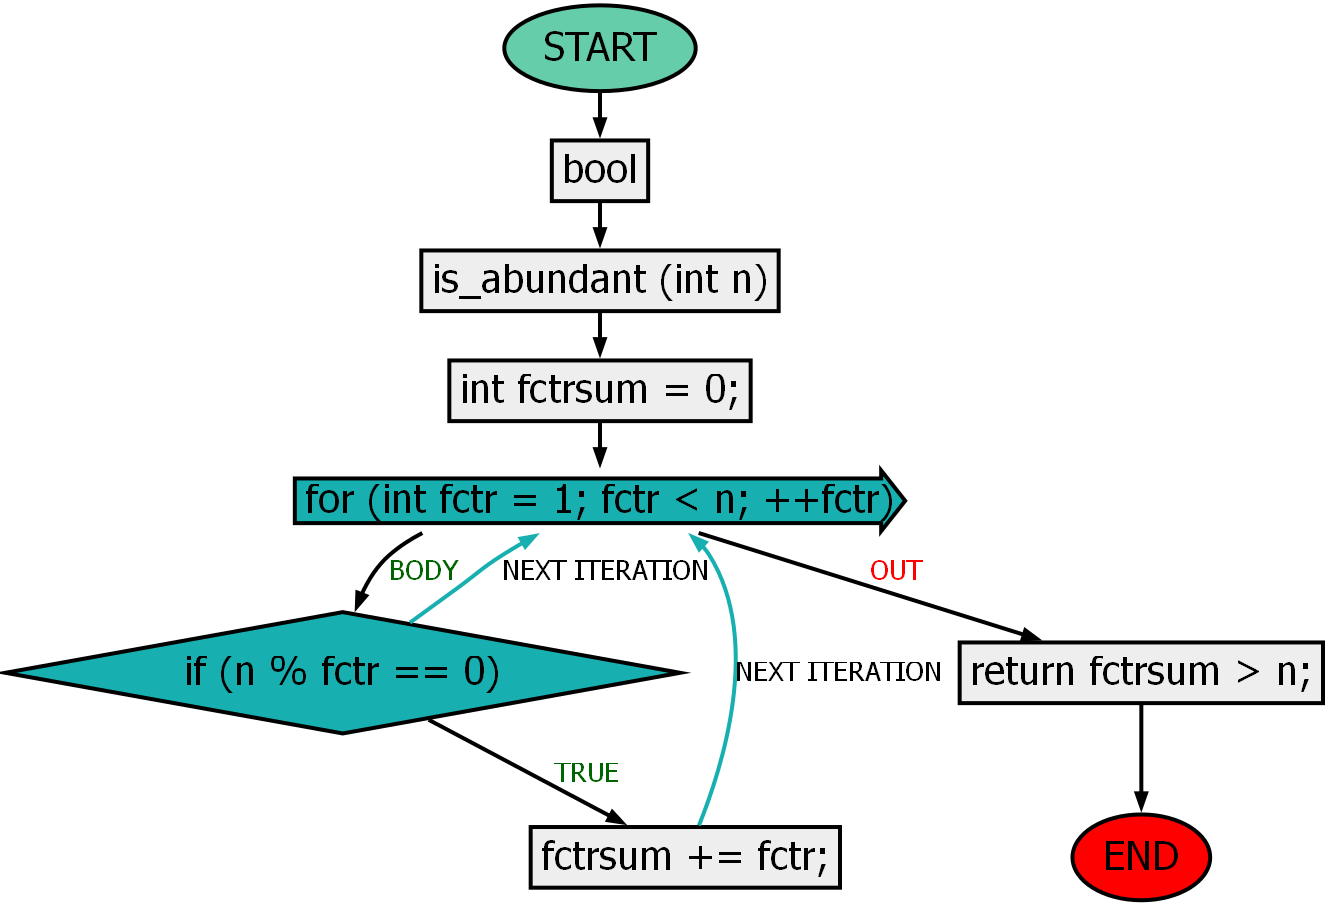 START
bool
is_abundant (int n)
int fctrsum = 0;
for (int fctr = 1; fctr < n; ++fctr)
BODY
NEXT ITERATION
OUT
if (n % fctr == 0)
NEXT ITERATION
return fctrsum > n;
TRUE
fctrsum += fctr;
END